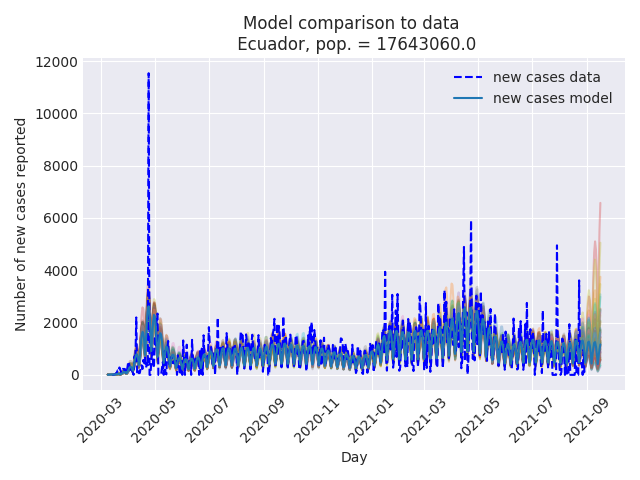 Model comparison to data
Ecuador, pop. = 17643060.0
12000
10000
8000
6000
4000
2000
0
Number of new cases reported
new cases data
new cases model
2020-03
2020-05
2020-07
2020-09
2020-11
2021-01
2021-03
2021-05
2021-07
2021-09
Day